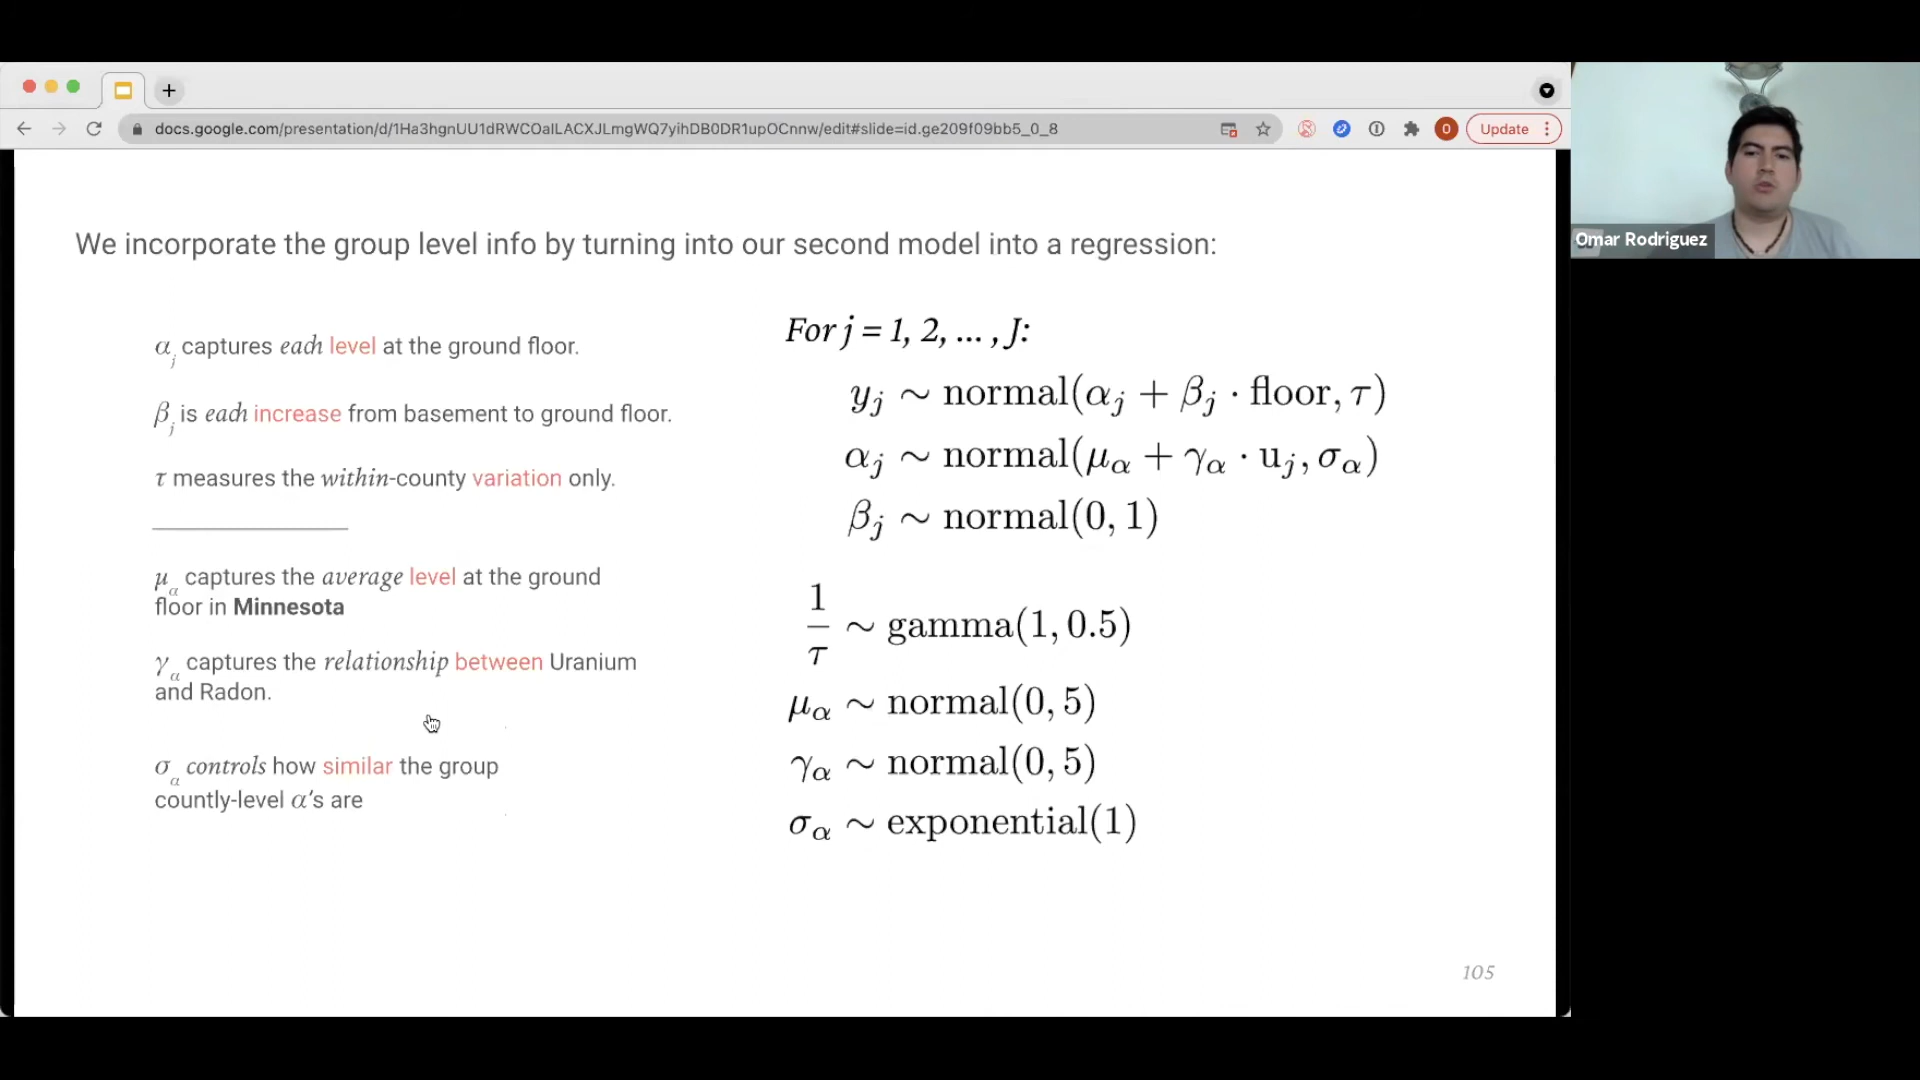 docs.google.com/presentation/d/1Ha3hgnUU1dRWCOalLACXJLmgWQ7yihDB0DR1upOCnnw/edit#slide=id.ge209f09bb5_0_8
O
Update
Omar Rodriguez
We incorporate the group level info by turning into our second model into a regression:
α_j captures each level at the ground floor.
β_j is each increase from basement to ground floor.
τ measures the within-county variation only.
μ_α captures the average level at the ground
floor in Minnesota
γ_α captures the relationship between Uranium
and Radon.
σ_α controls how similar the group
countly-level α's are
For j = 1, 2, ... , J:
y_j ∼ normal(α_j + β_j · floor, τ)
α_j ∼ normal(μ_α + γ_α · u_j, σ_α)
β_j ∼ normal(0, 1)
1/τ ∼ gamma(1, 0.5)
μ_α ∼ normal(0, 5)
γ_α ∼ normal(0, 5)
σ_α ∼ exponential(1)
105